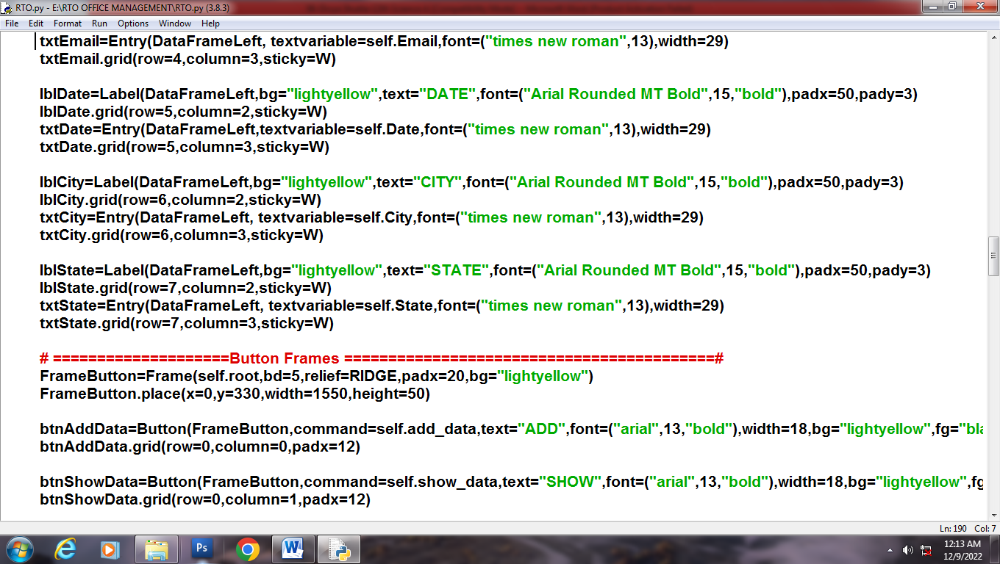 RTO.py - E:\RTO OFFICE MANAGEMENT\RTO.py (3.8.3)
File Edit Format Run Options Window Help
txtEmail=Entry(DataFrameLeft, textvariable=self.Email,font=("times new roman",13),width=29)
txtEmail.grid(row=4,column=3,sticky=W)
lblDate=Label(DataFrameLeft,bg="lightyellow",text="DATE",font=("Arial Rounded MT Bold",15,"bold"),padx=50,pady=3)
lblDate.grid(row=5,column=2,sticky=W)
txtDate=Entry(DataFrameLeft,textvariable=self.Date,font=("times new roman",13),width=29)
txtDate.grid(row=5,column=3,sticky=W)
lblCity=Label(DataFrameLeft,bg="lightyellow",text="CITY",font=("Arial Rounded MT Bold",15,"bold"),padx=50,pady=3)
lblCity.grid(row=6,column=2,sticky=W)
txtCity=Entry(DataFrameLeft, textvariable=self.City,font=("times new roman",13),width=29)
txtCity.grid(row=6,column=3,sticky=W)
lblState=Label(DataFrameLeft,bg="lightyellow",text="STATE",font=("Arial Rounded MT Bold",15,"bold"),padx=50,pady=3)
lblState.grid(row=7,column=2,sticky=W)
txtState=Entry(DataFrameLeft, textvariable=self.State,font=("times new roman",13),width=29)
txtState.grid(row=7,column=3,sticky=W)
# ====================Button Frames ==========================================#
FrameButton=Frame(self.root,bd=5,relief=RIDGE,padx=20,bg="lightyellow")
FrameButton.place(x=0,y=330,width=1550,height=50)
btnAddData=Button(FrameButton,command=self.add_data,text="ADD",font=("arial",13,"bold"),width=18,bg="lightyellow",fg="bla
btnAddData.grid(row=0,column=0,padx=12)
btnShowData=Button(FrameButton,command=self.show_data,text="SHOW",font=("arial",13,"bold"),width=18,bg="lightyellow",fg
btnShowData.grid(row=0,column=1,padx=12)
Ln: 190 Col: 7
Ps
W
12:13 AM
12/9/2022